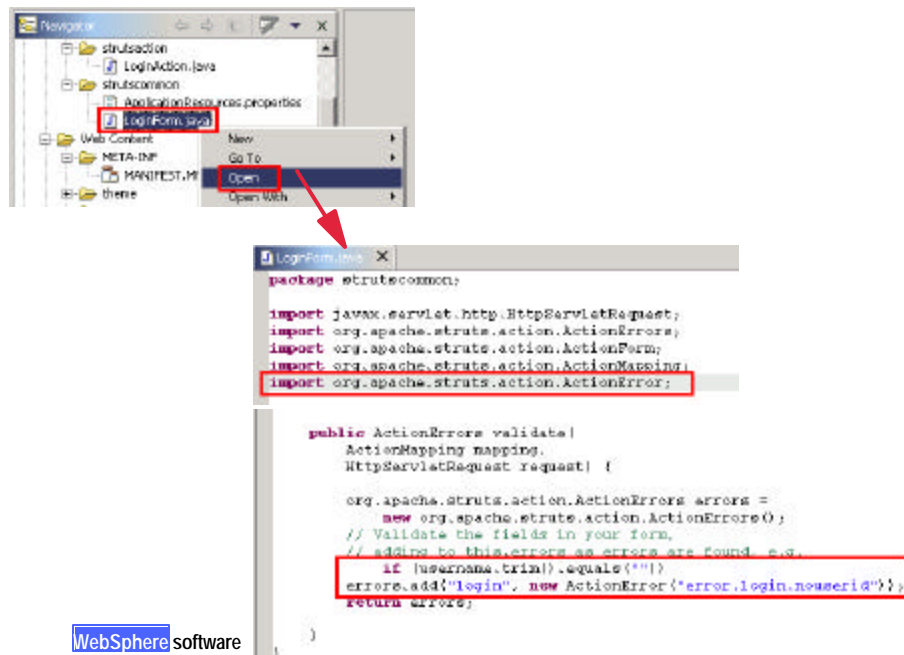 Navigator
strutsaction
LoginAction.java
strutscommon
ApplicationResources.properties
LoginForm.java
Web Content
META-INF
MANIFEST.MF
theme
New
Go To
Open
Open With
LoginForm.java
package strutscommon;
import javax.servlet.http.HttpServletRequest;
import org.apache.struts.action.ActionErrors;
import org.apache.struts.action.ActionForm;
import org.apache.struts.action.ActionMapping;
import org.apache.struts.action.ActionError;
public ActionErrors validate(
ActionMapping mapping,
HttpServletRequest request) {
org.apache.struts.action.ActionErrors errors =
new org.apache.struts.action.ActionErrors();
// Validate the fields in your form,
// adding to this.errors as errors are found, e.g.
if (username.trim().equals(""))
errors.add("login", new ActionError("error.login.nouserid"));
return errors;
}
}
WebSphere software